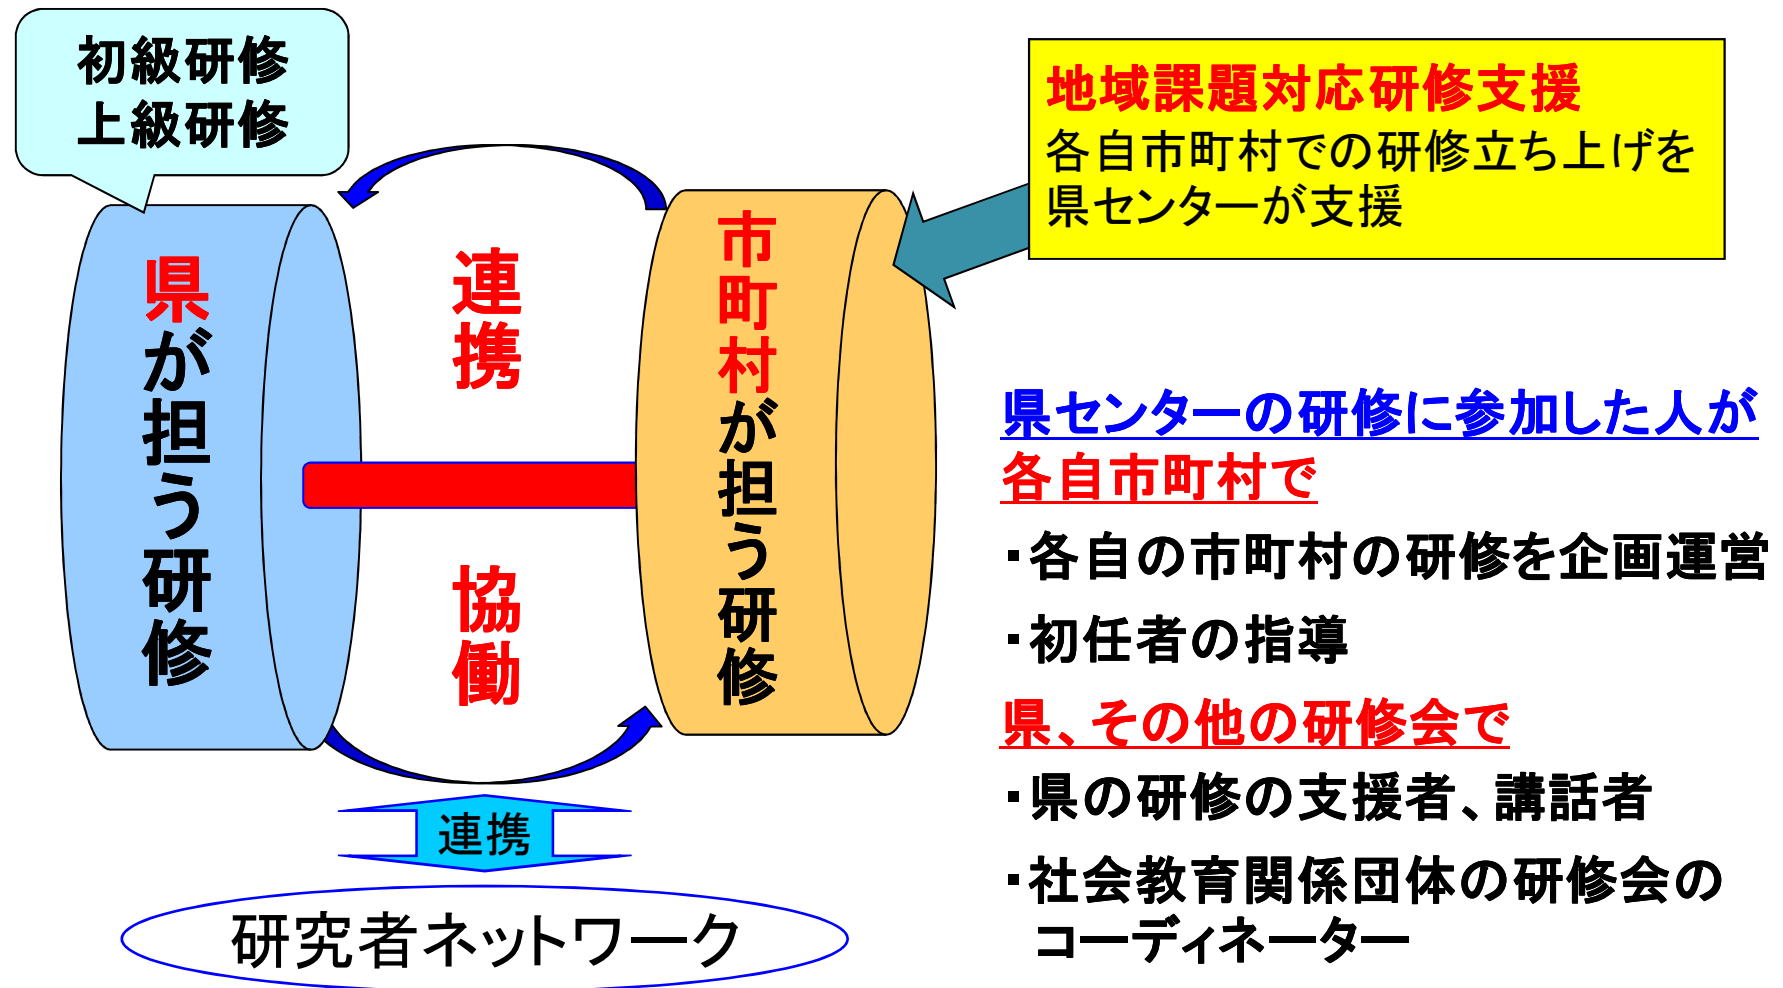 初級研修
上級研修
地域課題対応研修支援
各自市町村での研修立ち上げを
県センターが支援
県が担う研修
連携
協働
市町村が担う研修
連携
研究者ネットワーク
県センターの研修に参加した人が
各自市町村で
・各自の市町村の研修を企画運営
・初任者の指導
県、その他の研修会で
・県の研修の支援者、講話者
・社会教育関係団体の研修会の
コーディネーター